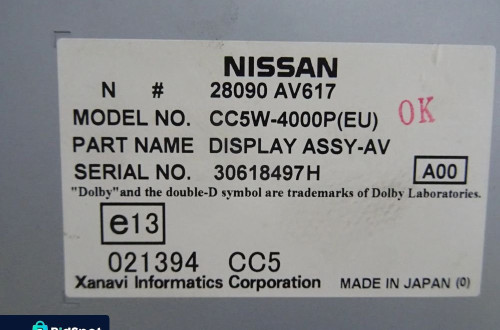 NISSAN
N # 28090 AV617
MODEL NO. CC5W-4000P(EU) OK
PART NAME DISPLAY ASSY-AV
SERIAL NO. 30618497H A00
"Dolby"and the double-D symbol are trademarks of Dolby Laboratories.
e13
021394 CC5
Xanavi Informatics Corporation MADE IN JAPAN (0)